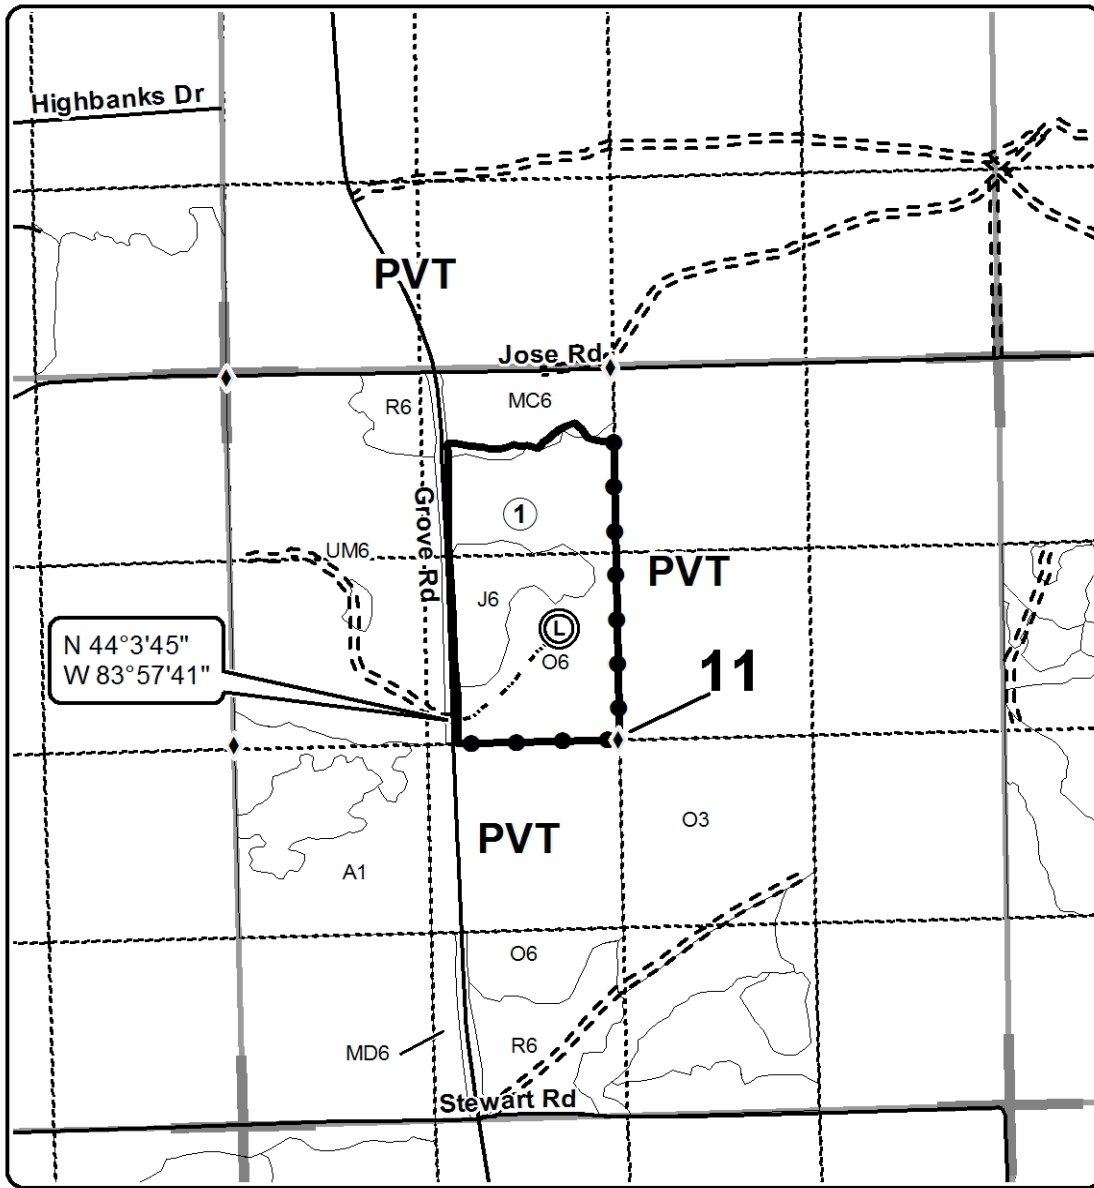 Highbanks Dr
PVT
Jose Rd
R6
MC6
Grove Rd
1
UM6
PVT
J6
L
N 44°3'45"
W 83°57'41"
O6
11
PVT
O3
A1
O6
MD6
R6
Stewart Rd